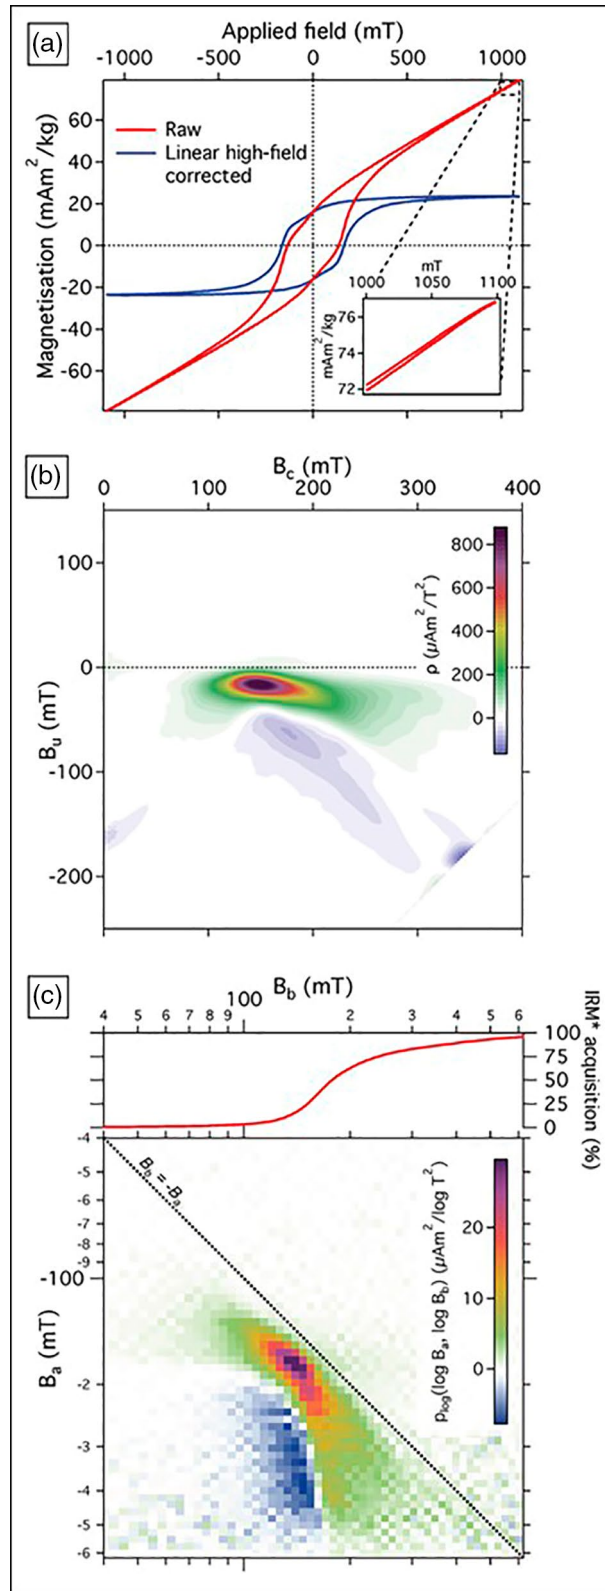 (a)
Applied field (mT)
-1000 -500 0 500 1000
Magnetisation (mAm²/kg)
60
40
20
0
-20
-40
-60
Raw
Linear high-field
corrected
mT
1000 1050 1100
mAm²/kg
76
74
72
(b)
Bc (mT)
0 100 200 300 400
Bu (mT)
100
0
-100
-200
ρ (μAm²/T²)
800
600
400
200
0
(c)
Bb (mT)
4 5 6 7 8 9 100 2 3 4 5 6
IRM* acquisition (%)
100
75
50
25
0
Ba (mT)
-4
-5
-6
-7
-8
-9
-100
-2
-3
-4
-5
-6
Bb = -Ba
ρlog(log Ba, log Bb) (μAm²/log T²)
20
10
0